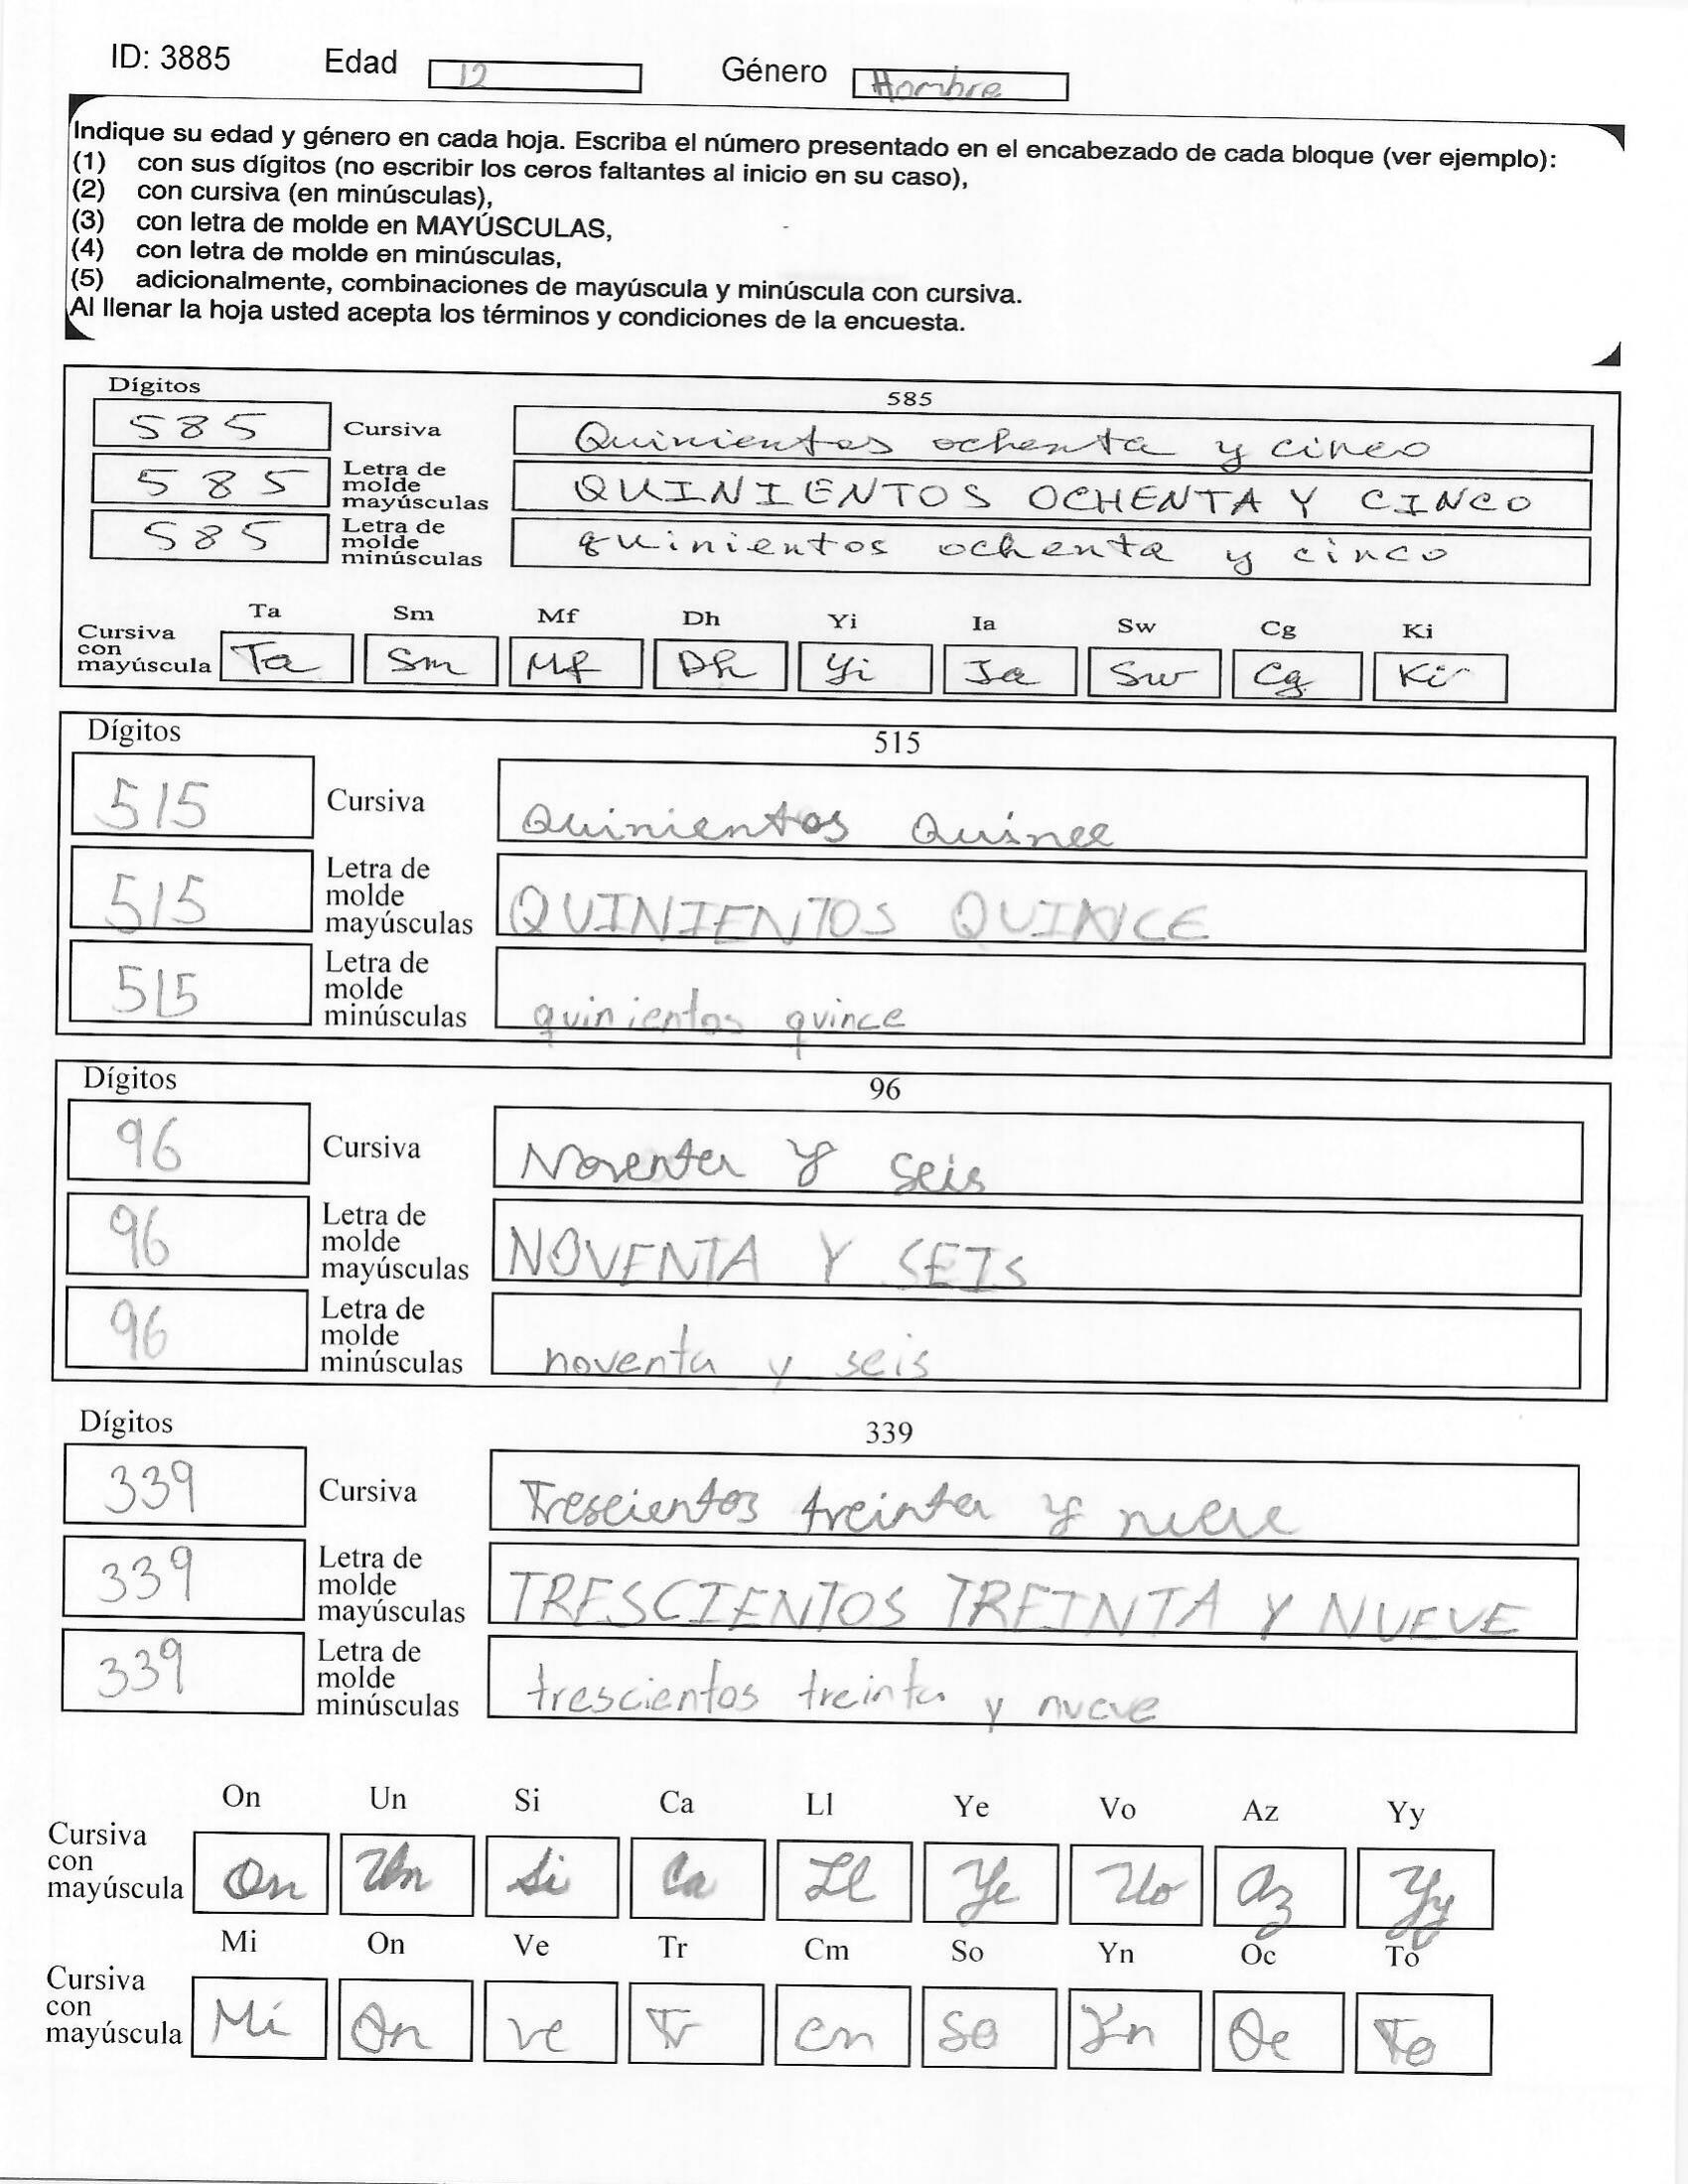 ID: 3885 Edad 12 Género Hombre
Indique su edad y género en cada hoja. Escriba el número presentado en el encabezado de cada bloque (ver ejemplo):
(1) con sus dígitos (no escribir los ceros faltantes al inicio en su caso),
(2) con cursiva (en minúsculas),
(3) con letra de molde en MAYÚSCULAS,
(4) con letra de molde en minúsculas,
(5) adicionalmente, combinaciones de mayúscula y minúscula con cursiva.
Al llenar la hoja usted acepta los términos y condiciones de la encuesta.
Dígitos 585
585 Cursiva Quinientos ochenta y cinco
585 Letra de molde mayúsculas QUINIENTOS OCHENTA Y CINCO
585 Letra de molde minúsculas quinientos ochenta y cinco
Ta Sm Mf Dh Yi Ia Sw Cg Ki
Cursiva con mayúscula Ta Sm Mf Dh Yi Ia Sw Cg Ki
Dígitos 515
515 Cursiva Quinientos Quince
515 Letra de molde mayúsculas QUINIENTOS QUINCE
515 Letra de molde minúsculas quinientos quince
Dígitos 96
96 Cursiva Noventa y seis
96 Letra de molde mayúsculas NOVENTA Y SEIS
96 Letra de molde minúsculas noventa y seis
Dígitos 339
339 Cursiva Trescientos treinta y nueve
339 Letra de molde mayúsculas TRESCIENTOS TREINTA Y NUEVE
339 Letra de molde minúsculas trescientos treinta y nueve
On Un Si Ca Ll Ye Vo Az Yy
Cursiva con mayúscula On Un Si Ca Ll Ye Vo Az Yy
Mi On Ve Tr Cm So Yn Oc To
Cursiva con mayúscula Mi On Ve Tr Cm So Yn Oc To